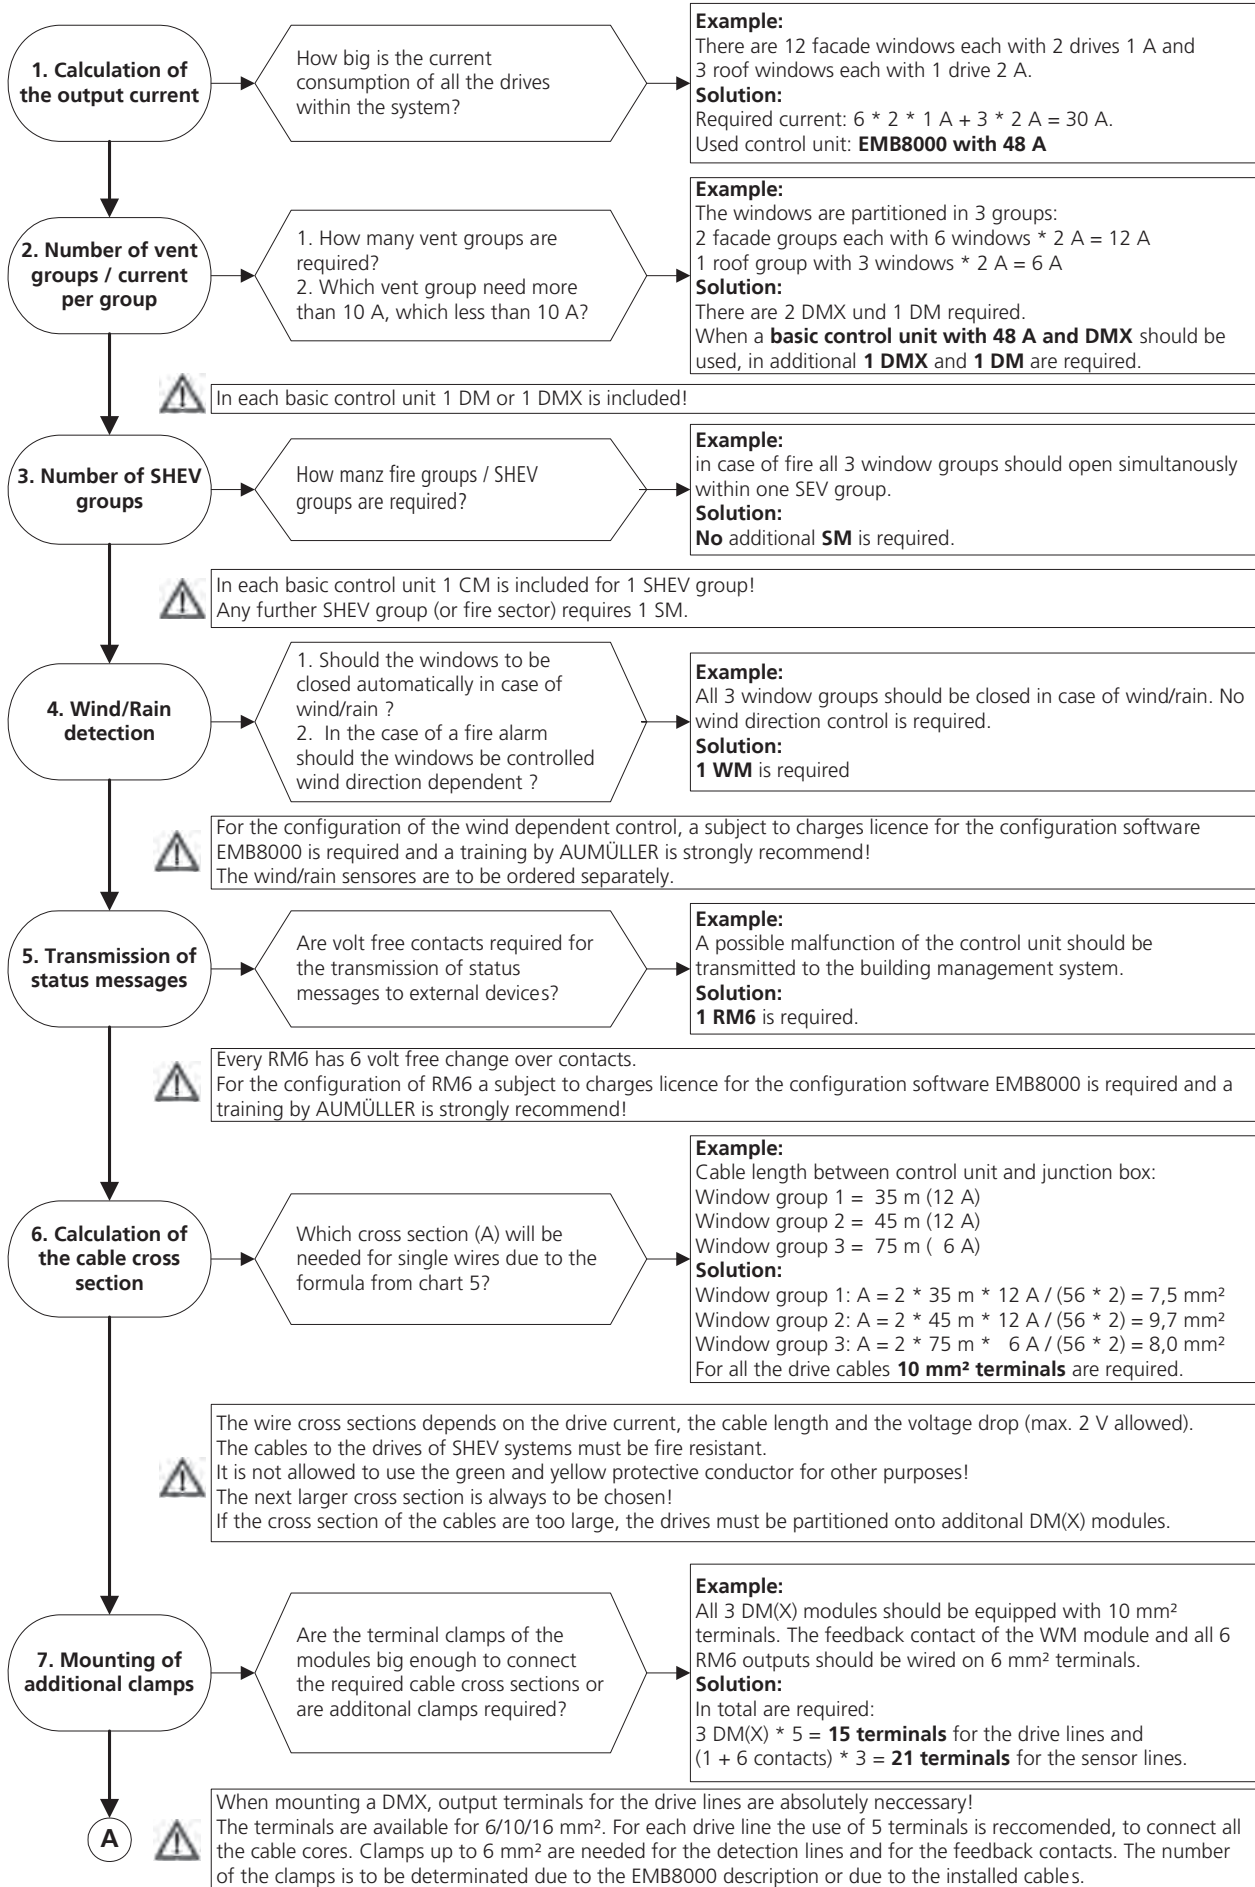 1. Calculation of
the output current
How big is the current
consumption of all the drives
within the system?
Example:
There are 12 facade windows each with 2 drives 1 A and
3 roof windows each with 1 drive 2 A.
Solution:
Required current: 6 * 2 * 1 A + 3 * 2 A = 30 A.
Used control unit: EMB8000 with 48 A
2. Number of vent
groups / current
per group
1. How many vent groups are
required?
2. Which vent group need more
than 10 A, which less than 10 A?
Example:
The windows are partitioned in 3 groups:
2 facade groups each with 6 windows * 2 A = 12 A
1 roof group with 3 windows * 2 A = 6 A
Solution:
There are 2 DMX und 1 DM required.
When a basic control unit with 48 A and DMX should be
used, in additional 1 DMX and 1 DM are required.
In each basic control unit 1 DM or 1 DMX is included!
3. Number of SHEV
groups
How manz fire groups / SHEV
groups are required?
Example:
in case of fire all 3 window groups should open simultanously
within one SEV group.
Solution:
No additional SM is required.
In each basic control unit 1 CM is included for 1 SHEV group!
Any further SHEV group (or fire sector) requires 1 SM.
4. Wind/Rain
detection
1. Should the windows to be
closed automatically in case of
wind/rain ?
2. In the case of a fire alarm
should the windows be controlled
wind direction dependent ?
Example:
All 3 window groups should be closed in case of wind/rain. No
wind direction control is required.
Solution:
1 WM is required
For the configuration of the wind dependent control, a subject to charges licence for the configuration software
EMB8000 is required and a training by AUMÜLLER is strongly recommend!
The wind/rain sensores are to be ordered separately.
5. Transmission of
status messages
Are volt free contacts required for
the transmission of status
messages to external devices?
Example:
A possible malfunction of the control unit should be
transmitted to the building management system.
Solution:
1 RM6 is required.
Every RM6 has 6 volt free change over contacts.
For the configuration of RM6 a subject to charges licence for the configuration software EMB8000 is required and a
training by AUMÜLLER is strongly recommend!
6. Calculation of
the cable cross
section
Which cross section (A) will be
needed for single wires due to the
formula from chart 5?
Example:
Cable length between control unit and junction box:
Window group 1 = 35 m (12 A)
Window group 2 = 45 m (12 A)
Window group 3 = 75 m ( 6 A)
Solution:
Window group 1: A = 2 * 35 m * 12 A / (56 * 2) = 7,5 mm²
Window group 2: A = 2 * 45 m * 12 A / (56 * 2) = 9,7 mm²
Window group 3: A = 2 * 75 m * 6 A / (56 * 2) = 8,0 mm²
For all the drive cables 10 mm² terminals are required.
The wire cross sections depends on the drive current, the cable length and the voltage drop (max. 2 V allowed).
The cables to the drives of SHEV systems must be fire resistant.
It is not allowed to use the green and yellow protective conductor for other purposes!
The next larger cross section is always to be chosen!
If the cross section of the cables are too large, the drives must be partitioned onto additonal DM(X) modules.
7. Mounting of
additional clamps
Are the terminal clamps of the
modules big enough to connect
the required cable cross sections or
are additonal clamps required?
Example:
All 3 DM(X) modules should be equipped with 10 mm²
terminals. The feedback contact of the WM module and all 6
RM6 outputs should be wired on 6 mm² terminals.
Solution:
In total are required:
3 DM(X) * 5 = 15 terminals for the drive lines and
(1 + 6 contacts) * 3 = 21 terminals for the sensor lines.
A
When mounting a DMX, output terminals for the drive lines are absolutely neccessary!
The terminals are available for 6/10/16 mm². For each drive line the use of 5 terminals is reccomended, to connect all
the cable cores. Clamps up to 6 mm² are needed for the detection lines and for the feedback contacts. The number
of the clamps is to be determinated due to the EMB8000 description or due to the installed cables.